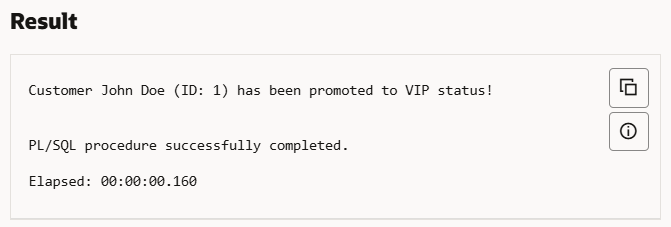 Result
Customer John Doe (ID: 1) has been promoted to VIP status!
PL/SQL procedure successfully completed.
Elapsed: 00:00:00.160